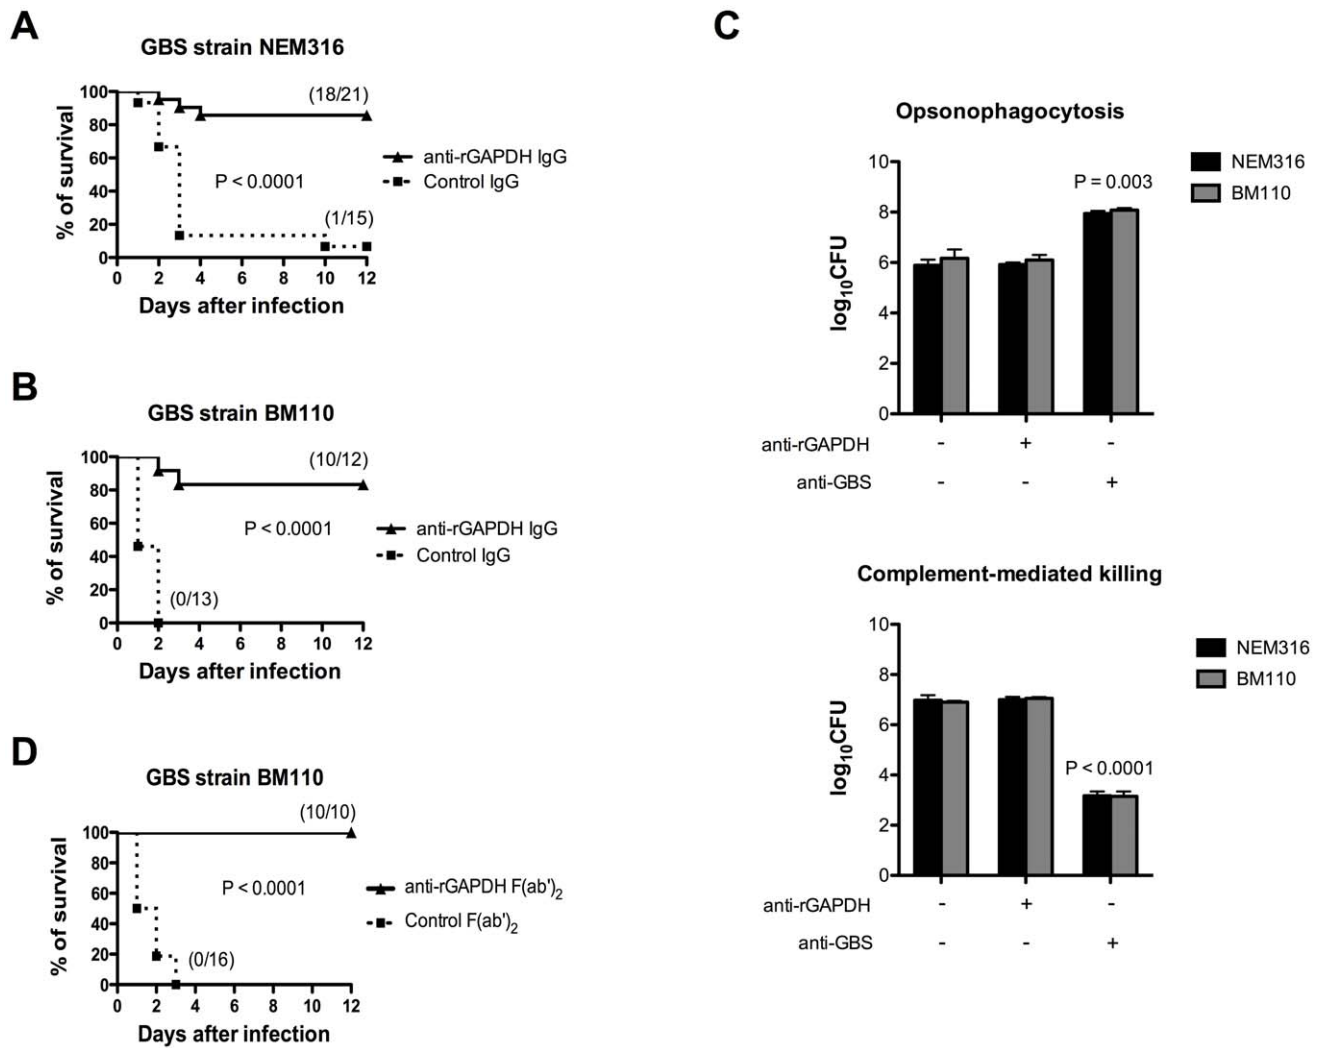 A
GBS strain NEM316
100
80
60
40
20
0
% of survival
(18/21)
P < 0.0001
(1/15)
0 2 4 6 8 10 12
Days after infection
anti-rGAPDH IgG
Control IgG
B
GBS strain BM110
100
80
60
40
20
0
% of survival
(10/12)
P < 0.0001
(0/13)
0 2 4 6 8 10 12
Days after infection
anti-rGAPDH IgG
Control IgG
D
GBS strain BM110
100
80
60
40
20
0
% of survival
(10/10)
P < 0.0001
(0/16)
0 2 4 6 8 10 12
Days after infection
anti-rGAPDH F(ab')₂
Control F(ab')₂
C
Opsonophagocytosis
10
8
6
4
2
0
log₁₀CFU
P = 0.003
NEM316
BM110
anti-rGAPDH - + -
anti-GBS - - +
Complement-mediated killing
10
8
6
4
2
0
log₁₀CFU
P < 0.0001
NEM316
BM110
anti-rGAPDH - + -
anti-GBS - - +